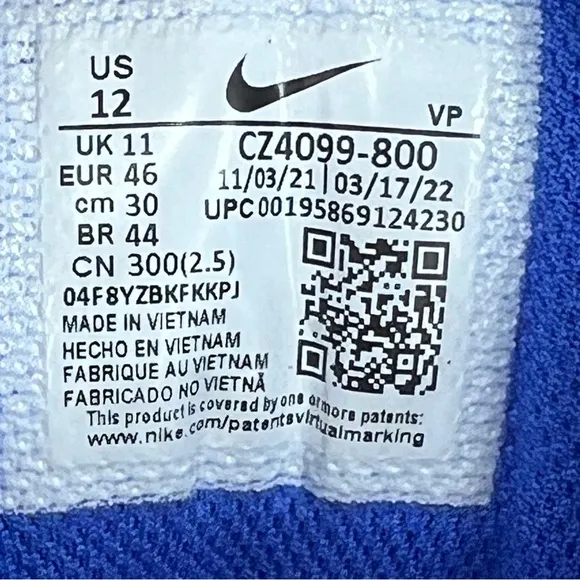 US
12
VP
UK 11
EUR 46
cm 30
BR 44
CN 300(2.5)
CZ4099-800
11/03/21 | 03/17/22
UPC00195869124230
04F8YZBKFKKPJ
MADE IN VIETNAM
HECHO EN VIETNAM
FABRIQUE AU VIETNAM
FABRICADO NO VIETNÃ
This product is covered by one or more patents:
www.nike.com/patentsvirtualmarking